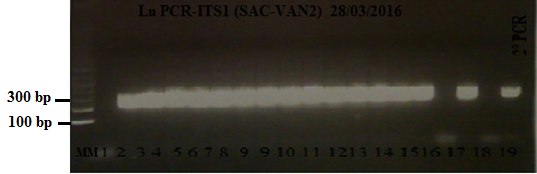 Ln PCR-ITS1 (SAC-VAN2) 28/03/2016
2ª PCR
300 bp
100 bp
MM 1 2 3 4 5 6 7 8 9 9 10 11 12 13 14 15 16 17 18 19